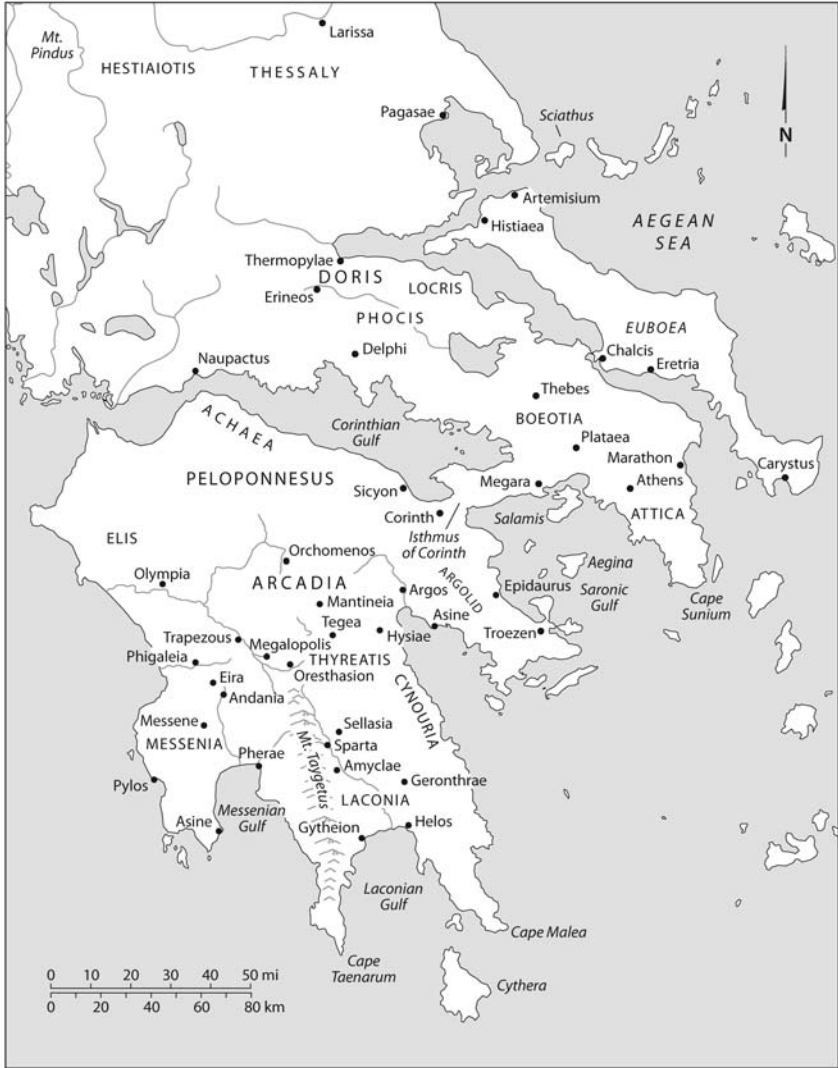 Larissa
Mt.
Pindus
HESTIAIOTIS
THESSALY
Pagasae
Sciathus
N
Artemisium
Histiaea
AEGEAN
SEA
Thermopylae
DORIS
LOCRIS
Erineos
PHOCIS
EUBOEA
Delphi
Chalcis
Eretria
Naupactus
Thebes
ACHAEA
Corinthian
Gulf
BOEOTIA
Plataea
Marathon
Carystus
PELOPONNESUS
Sicyon
Megara
Athens
Corinth
Salamis
ATTICA
Isthmus
of Corinth
ELIS
Orchomenos
Aegina
Olympia
ARCADIA
Argos
ARGOLID
Epidaurus
Saronic
Gulf
Cape
Sunium
Mantineia
Asine
Tegea
Hysiae
Troezen
Trapezous
Megalopolis
THYREATIS
Phigaleia
Oresthasion
Eira
CYNOURIA
Andania
Messene
Sellasia
MESSENIA
Mt. Taygetus
Sparta
Pherae
Amyclae
Pylos
Geronthrae
LACONIA
Messenian
Gulf
Asine
Gytheion
Helos
Laconian
Gulf
Cape Malea
Cape
Taenarum
Cythera
0 10 20 30 40 50 mi
0 20 40 60 80 km